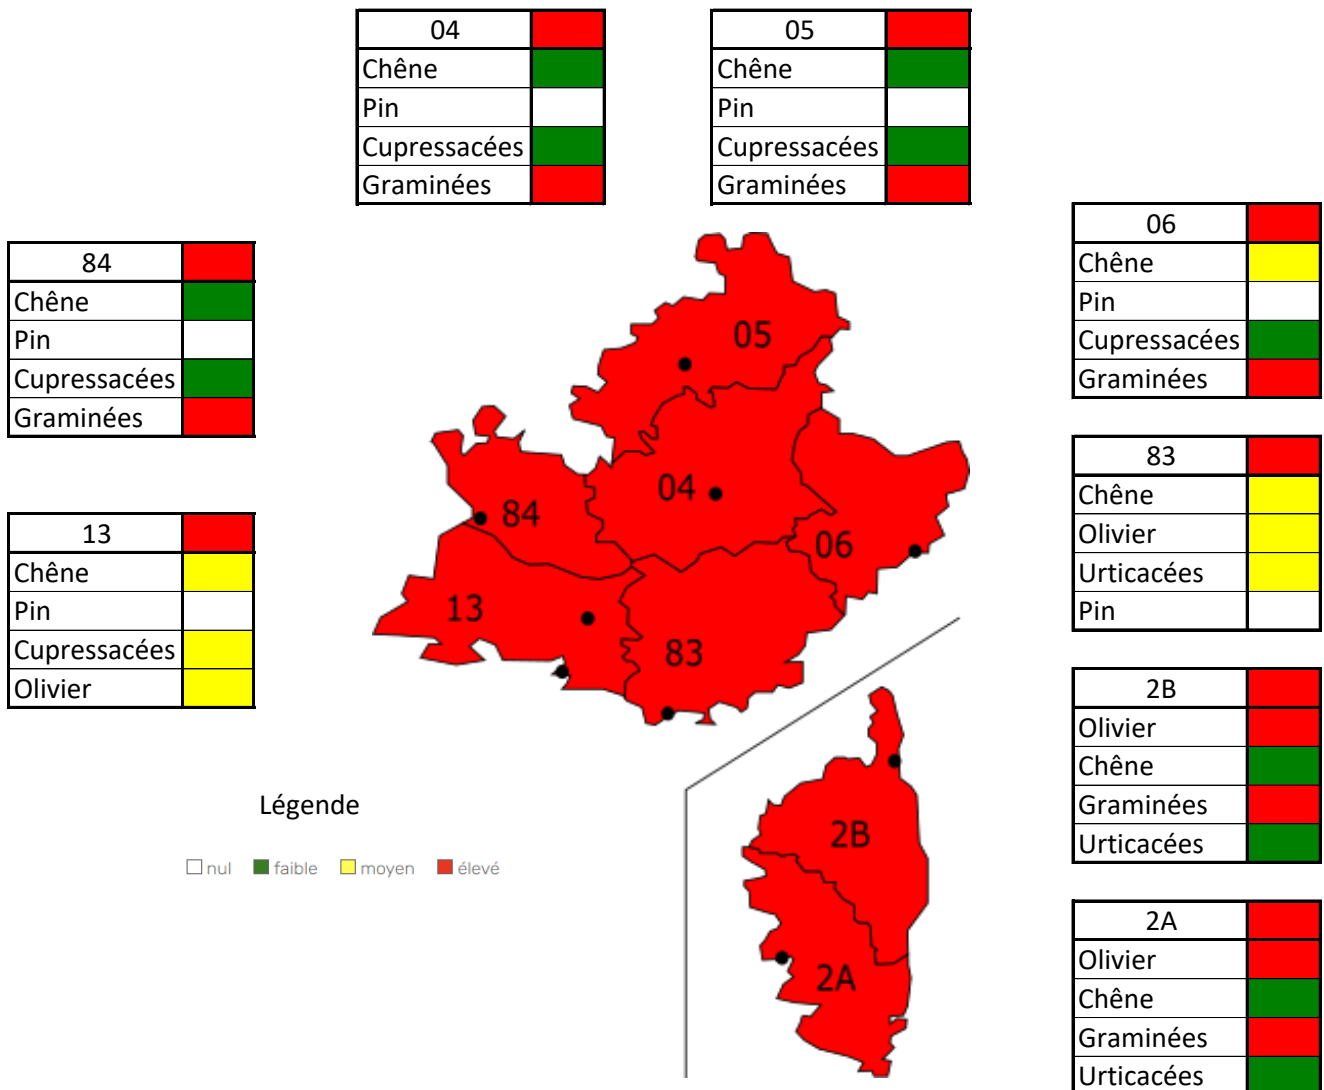 04
Chêne
Pin
Cupressacées
Graminées
05
Chêne
Pin
Cupressacées
Graminées
84
Chêne
Pin
Cupressacées
Graminées
06
Chêne
Pin
Cupressacées
Graminées
13
Chêne
Pin
Cupressacées
Olivier
83
Chêne
Olivier
Urticacées
Pin
2B
Olivier
Chêne
Graminées
Urticacées
2A
Olivier
Chêne
Graminées
Urticacées
05
04
84
06
13
83
2B
2A
Légende
nul faible moyen élevé